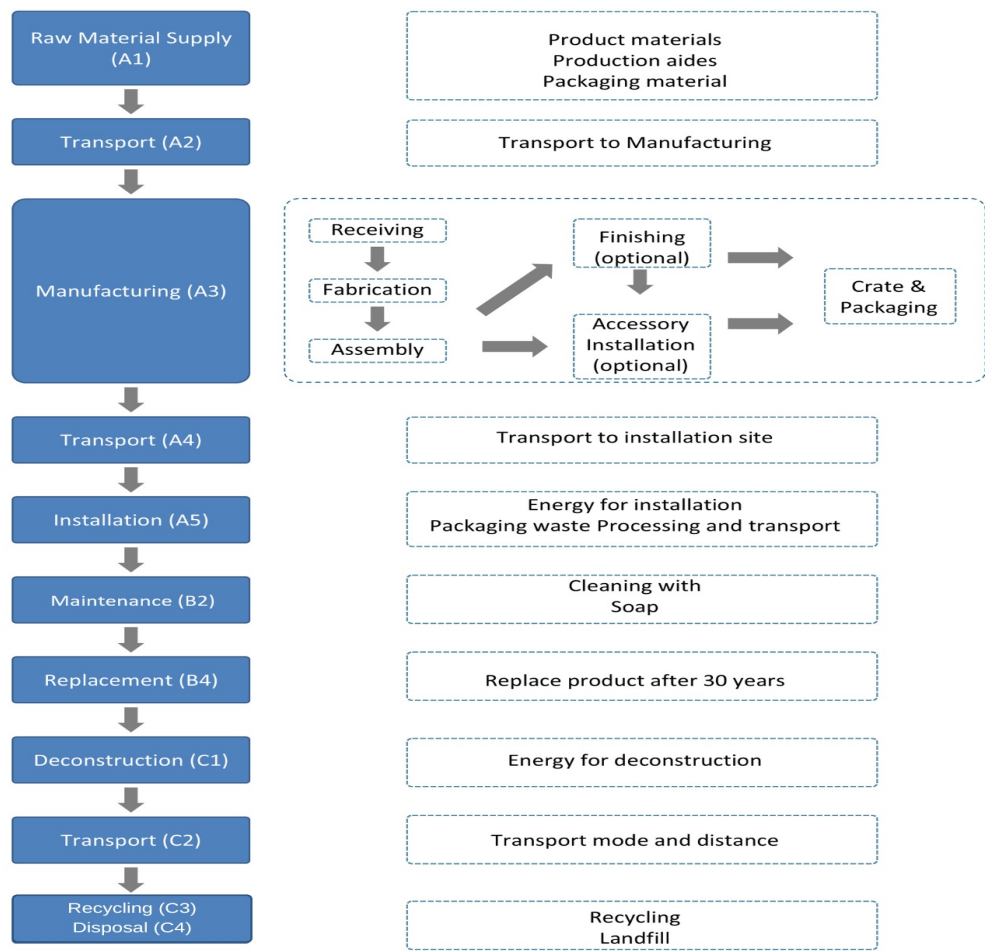 Raw Material Supply
(A1)
Product materials
Production aides
Packaging material
Transport (A2)
Transport to Manufacturing
Manufacturing (A3)
Receiving
Fabrication
Assembly
Finishing
(optional)
Accessory
Installation
(optional)
Crate &
Packaging
Transport (A4)
Transport to installation site
Installation (A5)
Energy for installation
Packaging waste Processing and transport
Maintenance (B2)
Cleaning with
Soap
Replacement (B4)
Replace product after 30 years
Deconstruction (C1)
Energy for deconstruction
Transport (C2)
Transport mode and distance
Recycling (C3)
Disposal (C4)
Recycling
Landfill